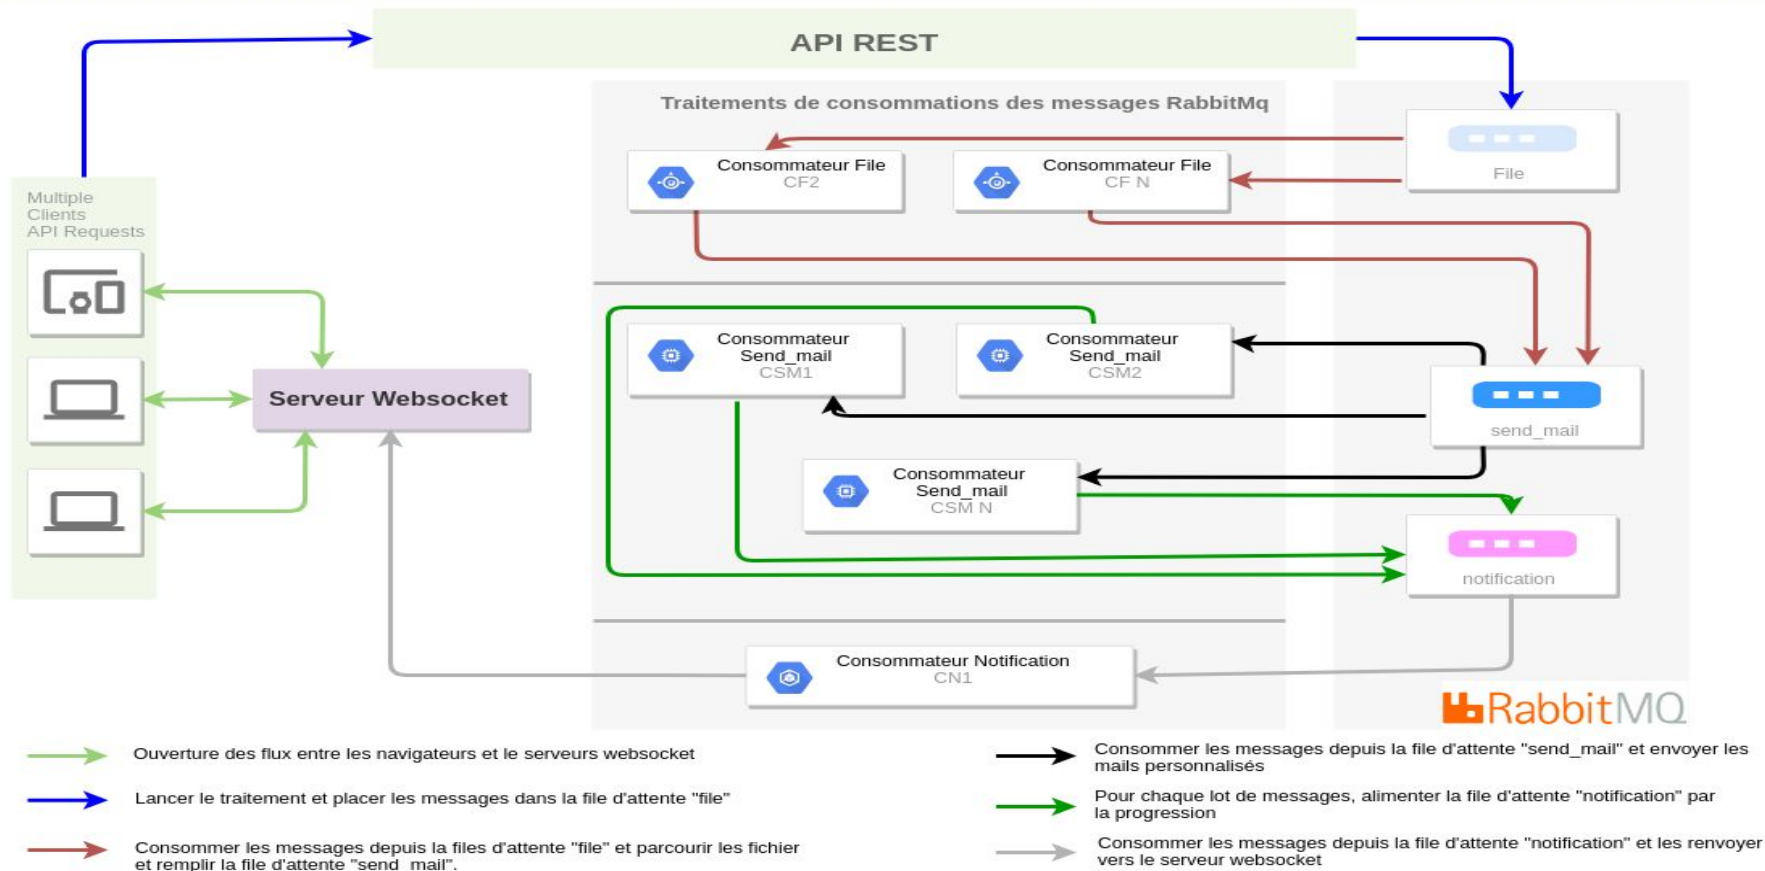 API REST
Traitements de consommations des messages RabbitMq
Consommateur File
CF2
Consommateur File
CF N
File
Multiple
Clients
API Requests
Consommateur
Send_mail
CSM1
Consommateur
Send_mail
CSM2
Serveur Websocket
send_mail
Consommateur
Send_mail
CSM N
notification
Consommateur Notification
CN1
RabbitMQ
Ouverture des flux entre les navigateurs et le serveurs websocket
Lancer le traitement et placer les messages dans la file d'attente "file"
Consommer les messages depuis la files d'attente "file" et parcourir les fichier
et remplir la file d'attente "send_mail".
Consommer les messages depuis la file d'attente "send_mail" et envoyer les
mails personnalisés
Pour chaque lot de messages, alimenter la file d'attente "notification" par
la progression
Consommer les messages depuis la file d'attente "notification" et les renvoyer
vers le serveur websocket